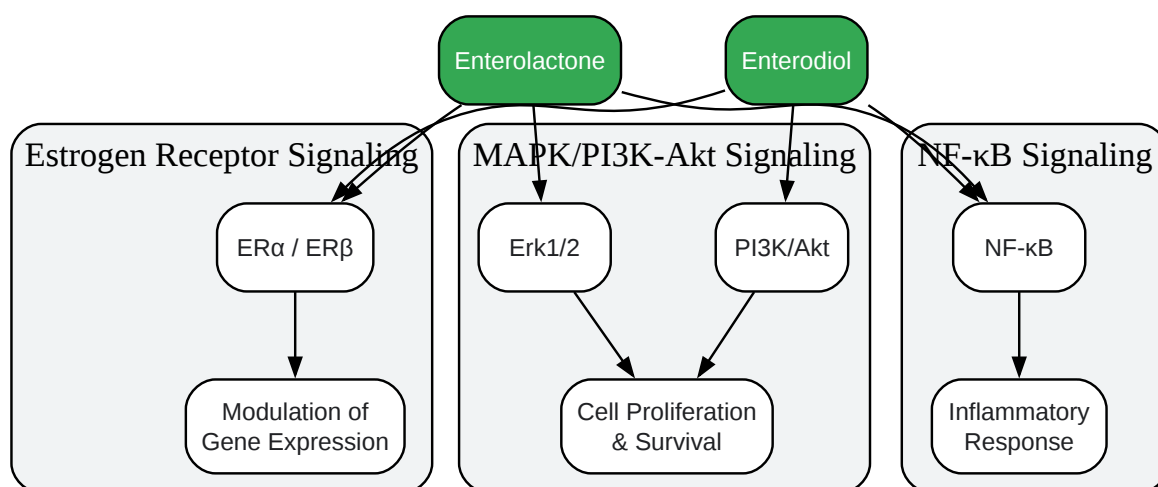 Enterolactone
Enterodiol
Estrogen Receptor Signaling
MAPK/PI3K-Akt Signaling
NF-κB Signaling
ERα / ERβ
Erk1/2
PI3K/Akt
NF-κB
Modulation of
Gene Expression
Cell Proliferation
& Survival
Inflammatory
Response